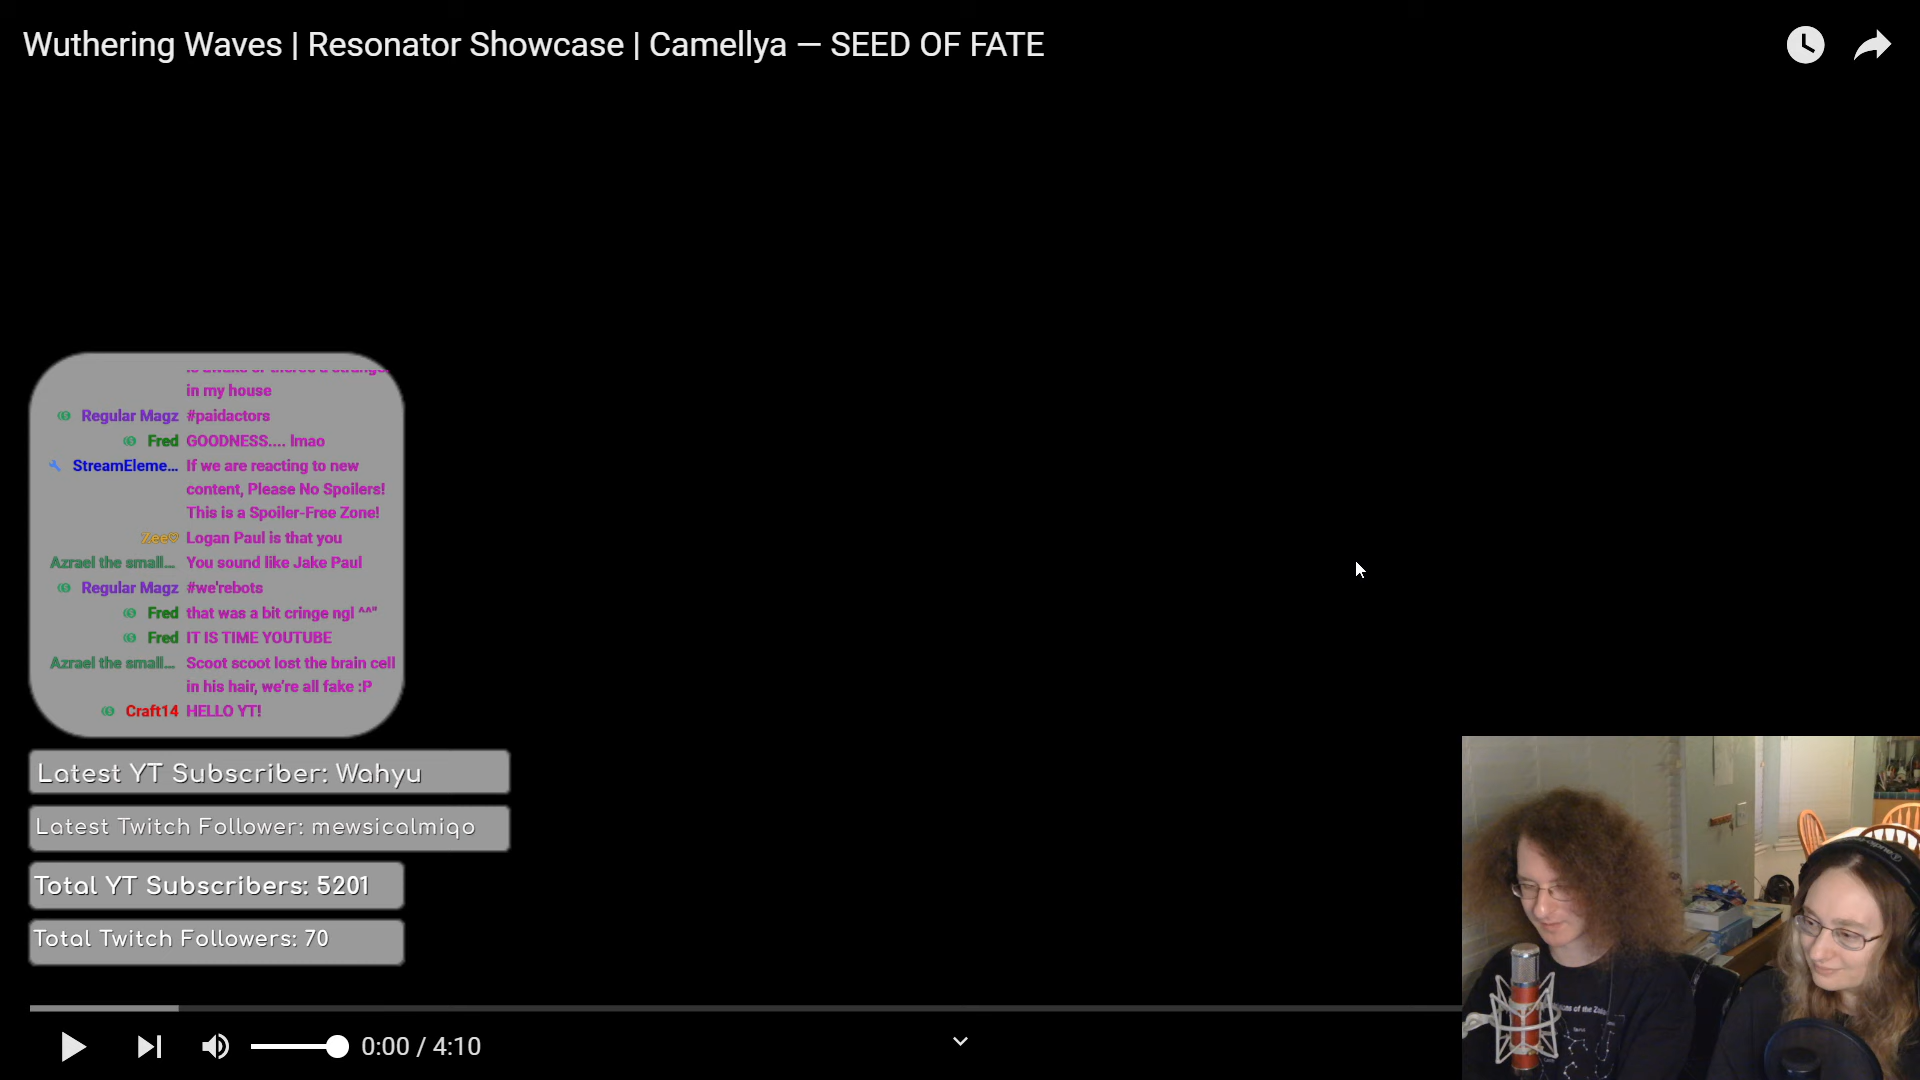 Wuthering Waves | Resonator Showcase | Camellya — SEED OF FATE
in my house
Regular Magz #paidactors
Fred GOODNESS.... lmao
StreamEleme... If we are reacting to new
content, Please No Spoilers!
This is a Spoiler-Free Zone!
Zee♡ Logan Paul is that you
Azrael the small... You sound like Jake Paul
Regular Magz #we'rebots
Fred that was a bit cringe ngl ^^"
Fred IT IS TIME YOUTUBE
Azrael the small... Scoot scoot lost the brain cell
in his hair, we're all fake :P
Craft14 HELLO YT!
Latest YT Subscriber: Wahyu
Latest Twitch Follower: mewsicalmiqo
Total YT Subscribers: 5201
Total Twitch Followers: 70
0:00 / 4:10